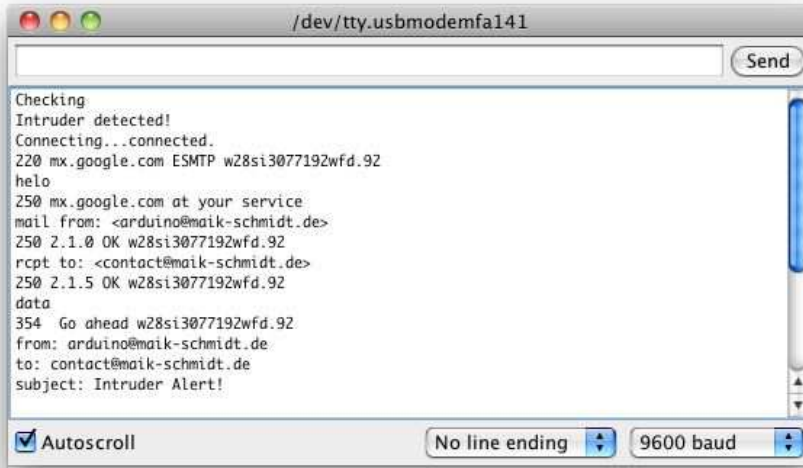 /dev/tty.usbmodemfa141
Send
Checking
Intruder detected!
Connecting...connected.
220 mx.google.com ESMTP w28si3077192wfd.92
helo
250 mx.google.com at your service
mail from: <arduino@maik-schmidt.de>
250 2.1.0 OK w28si3077192wfd.92
rcpt to: <contact@maik-schmidt.de>
250 2.1.5 OK w28si3077192wfd.92
data
354  Go ahead w28si3077192wfd.92
from: arduino@maik-schmidt.de
to: contact@maik-schmidt.de
subject: Intruder Alert!
Autoscroll No line ending 9600 baud